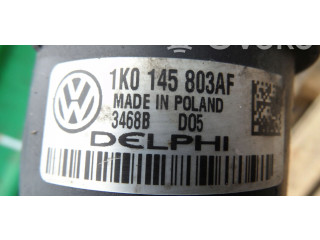 1K0 145 803AF
MADE IN POLAND
3468B D05
DELPHI